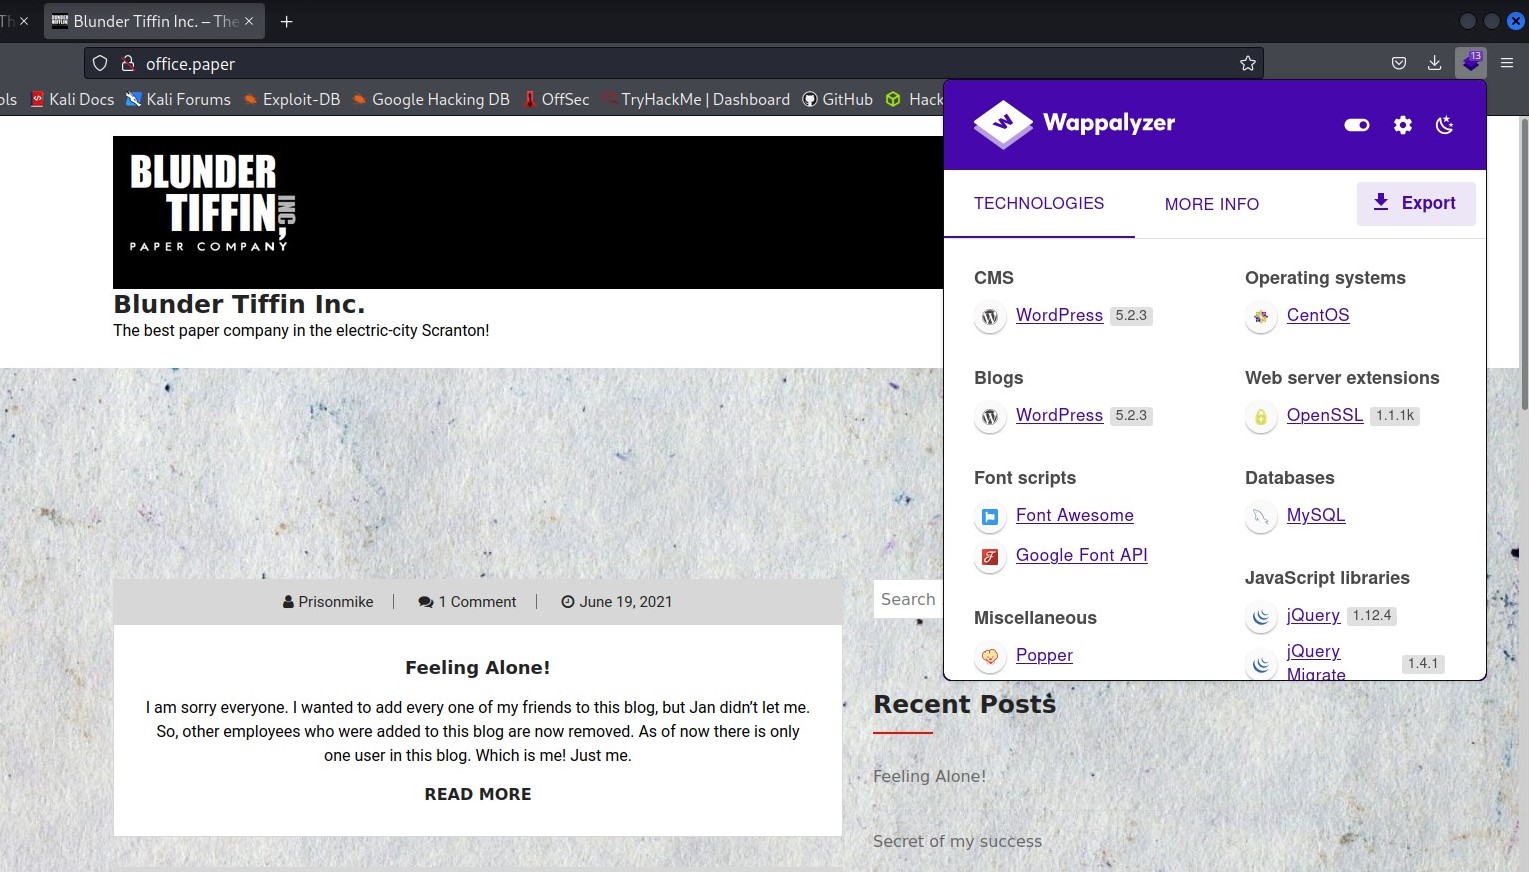 Th
Blunder Tiffin Inc. – The
office.paper
13
ols
Kali Docs
Kali Forums
Exploit-DB
Google Hacking DB
OffSec
TryHackMe | Dashboard
GitHub
Hack
BLUNDER
TIFFIN, INC.
PAPER COMPANY
Blunder Tiffin Inc.
The best paper company in the electric-city Scranton!
Prisonmike
1 Comment
June 19, 2021
Feeling Alone!
I am sorry everyone. I wanted to add every one of my friends to this blog, but Jan didn’t let me.
So, other employees who were added to this blog are now removed. As of now there is only
one user in this blog. Which is me! Just me.
READ MORE
Search
Recent Posts
Feeling Alone!
Secret of my success
Wappalyzer
TECHNOLOGIES
MORE INFO
Export
CMS
WordPress 5.2.3
Blogs
WordPress 5.2.3
Font scripts
Font Awesome
Google Font API
Miscellaneous
Popper
Operating systems
CentOS
Web server extensions
OpenSSL 1.1.1k
Databases
MySQL
JavaScript libraries
jQuery 1.12.4
jQuery
Migrate 1.4.1